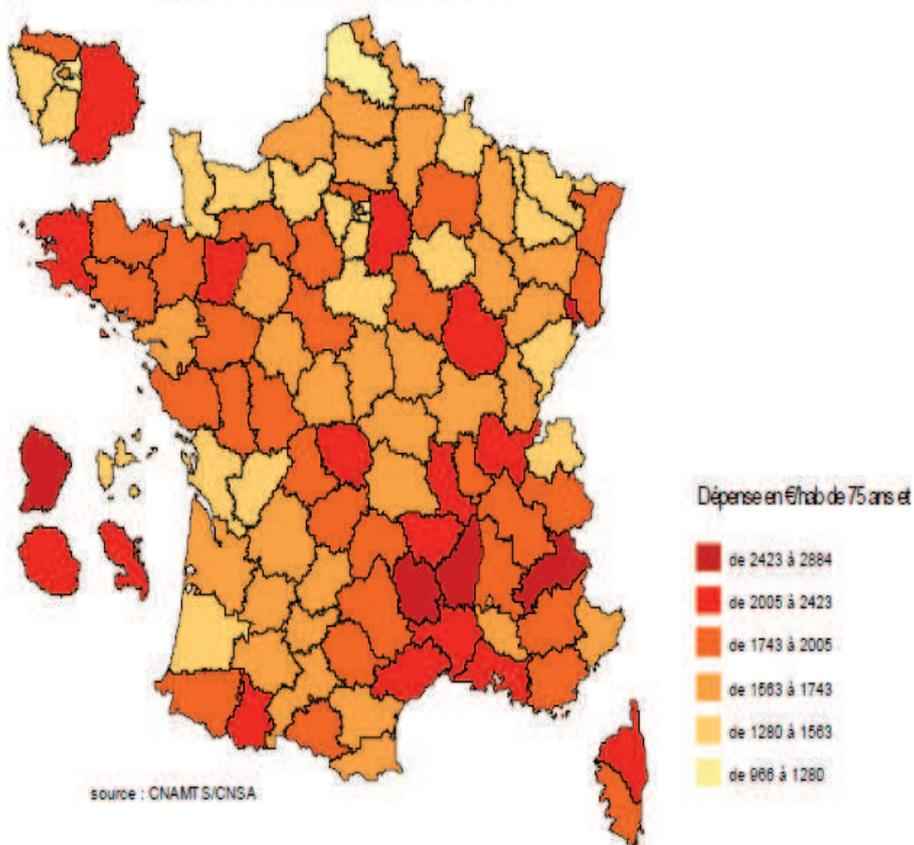 Dépense en €/hab de 75 ans et
de 2423 à 2884
de 2005 à 2423
de 1743 à 2005
de 1563 à 1743
de 1280 à 1563
de 966 à 1280
source : CNAMTS/CNSA